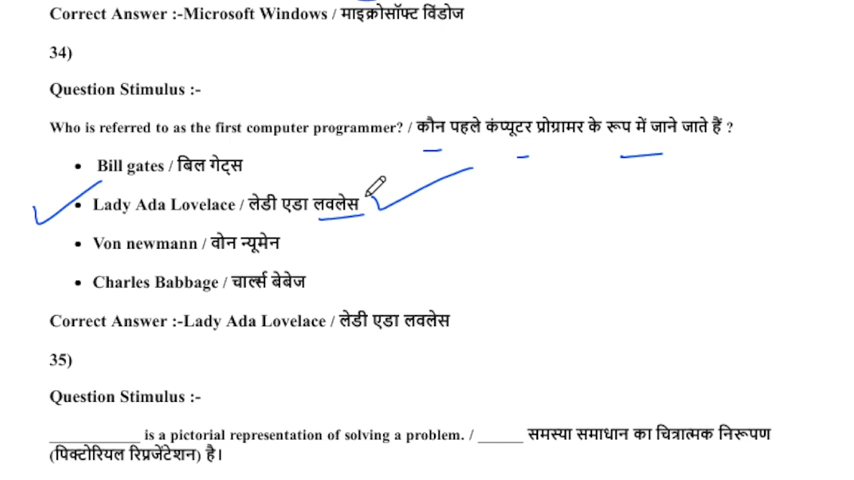 Correct Answer :-Microsoft Windows / माइक्रोसॉफ्ट विंडोज
34)
Question Stimulus :-
Who is referred to as the first computer programmer? / कौन पहले कंप्यूटर प्रोग्रामर के रूप में जाने जाते हैं ?
• Bill gates / बिल गेट्स
• Lady Ada Lovelace / लेडी एडा लवलेस
• Von newmann / वोन न्यूमेन
• Charles Babbage / चार्ल्स बेबेज
Correct Answer :-Lady Ada Lovelace / लेडी एडा लवलेस
35)
Question Stimulus :-
____________ is a pictorial representation of solving a problem. / ______ समस्या समाधान का चित्रात्मक निरूपण
(पिक्टोरियल रिप्रजेंटेशन) है।